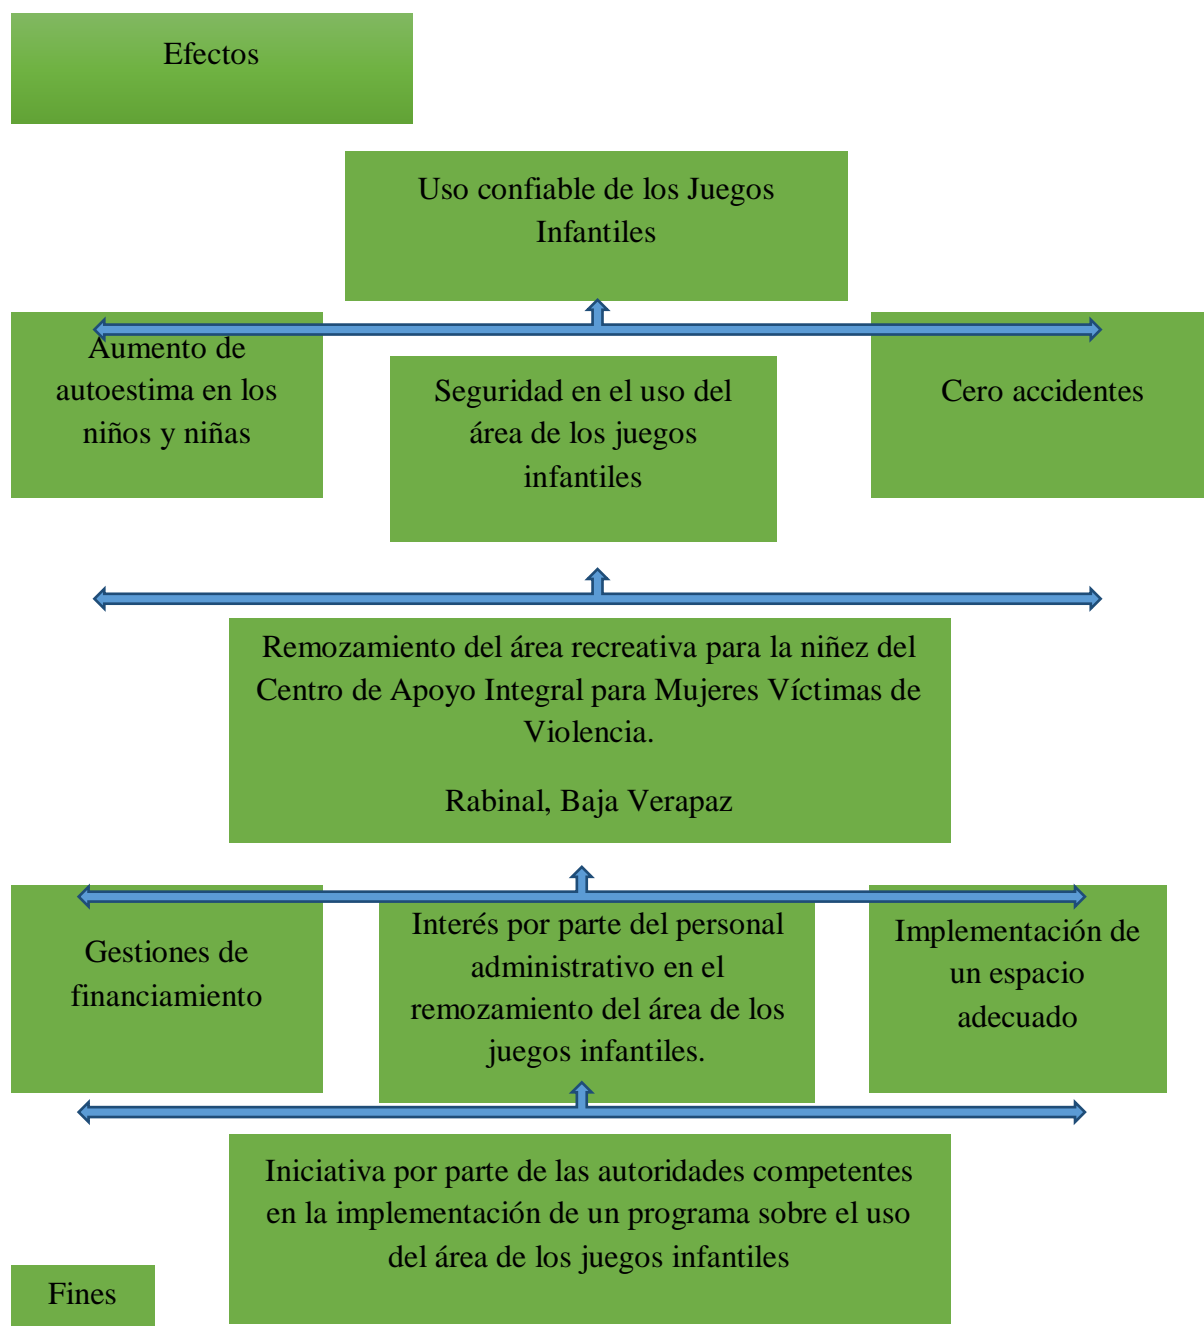 Efectos
Uso confiable de los Juegos
Infantiles
Aumento de
autoestima en los
niños y niñas
Seguridad en el uso del
área de los juegos
infantiles
Cero accidentes
Remozamiento del área recreativa para la niñez del
Centro de Apoyo Integral para Mujeres Víctimas de
Violencia.
Rabinal, Baja Verapaz
Gestiones de
financiamiento
Interés por parte del personal
administrativo en el
remozamiento del área de los
juegos infantiles.
Implementación de
un espacio
adecuado
Iniciativa por parte de las autoridades competentes
en la implementación de un programa sobre el uso
del área de los juegos infantiles
Fines